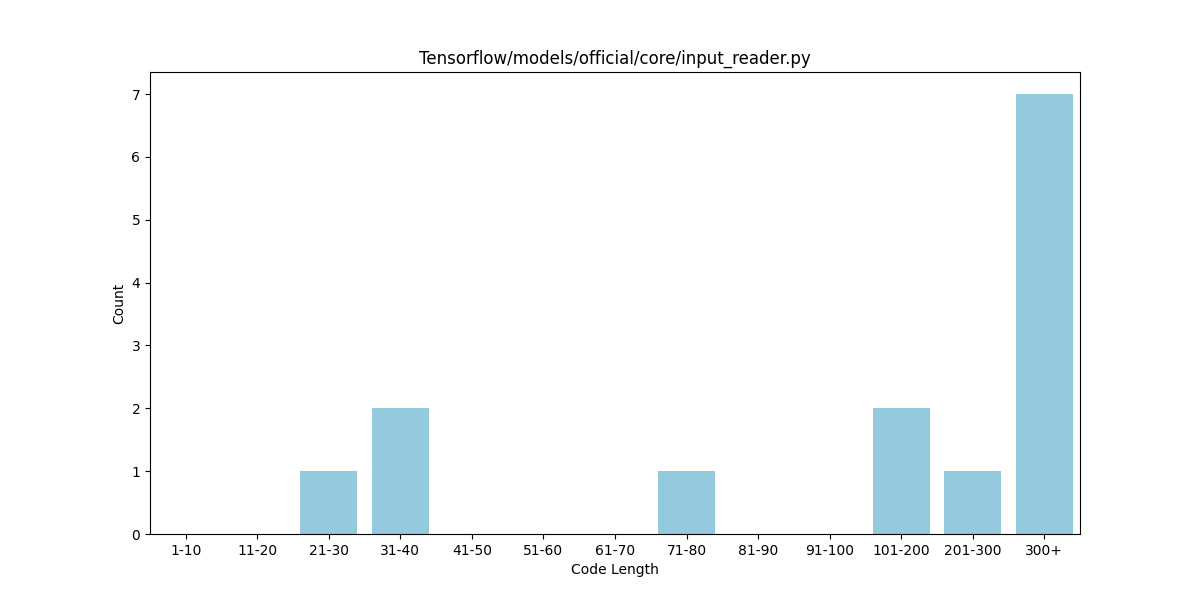 Tensorflow/models/official/core/input_reader.py
7
6
5
4
3
2
1
0
Count
1-10 11-20 21-30 31-40 41-50 51-60 61-70 71-80 81-90 91-100 101-200 201-300 300+
Code Length